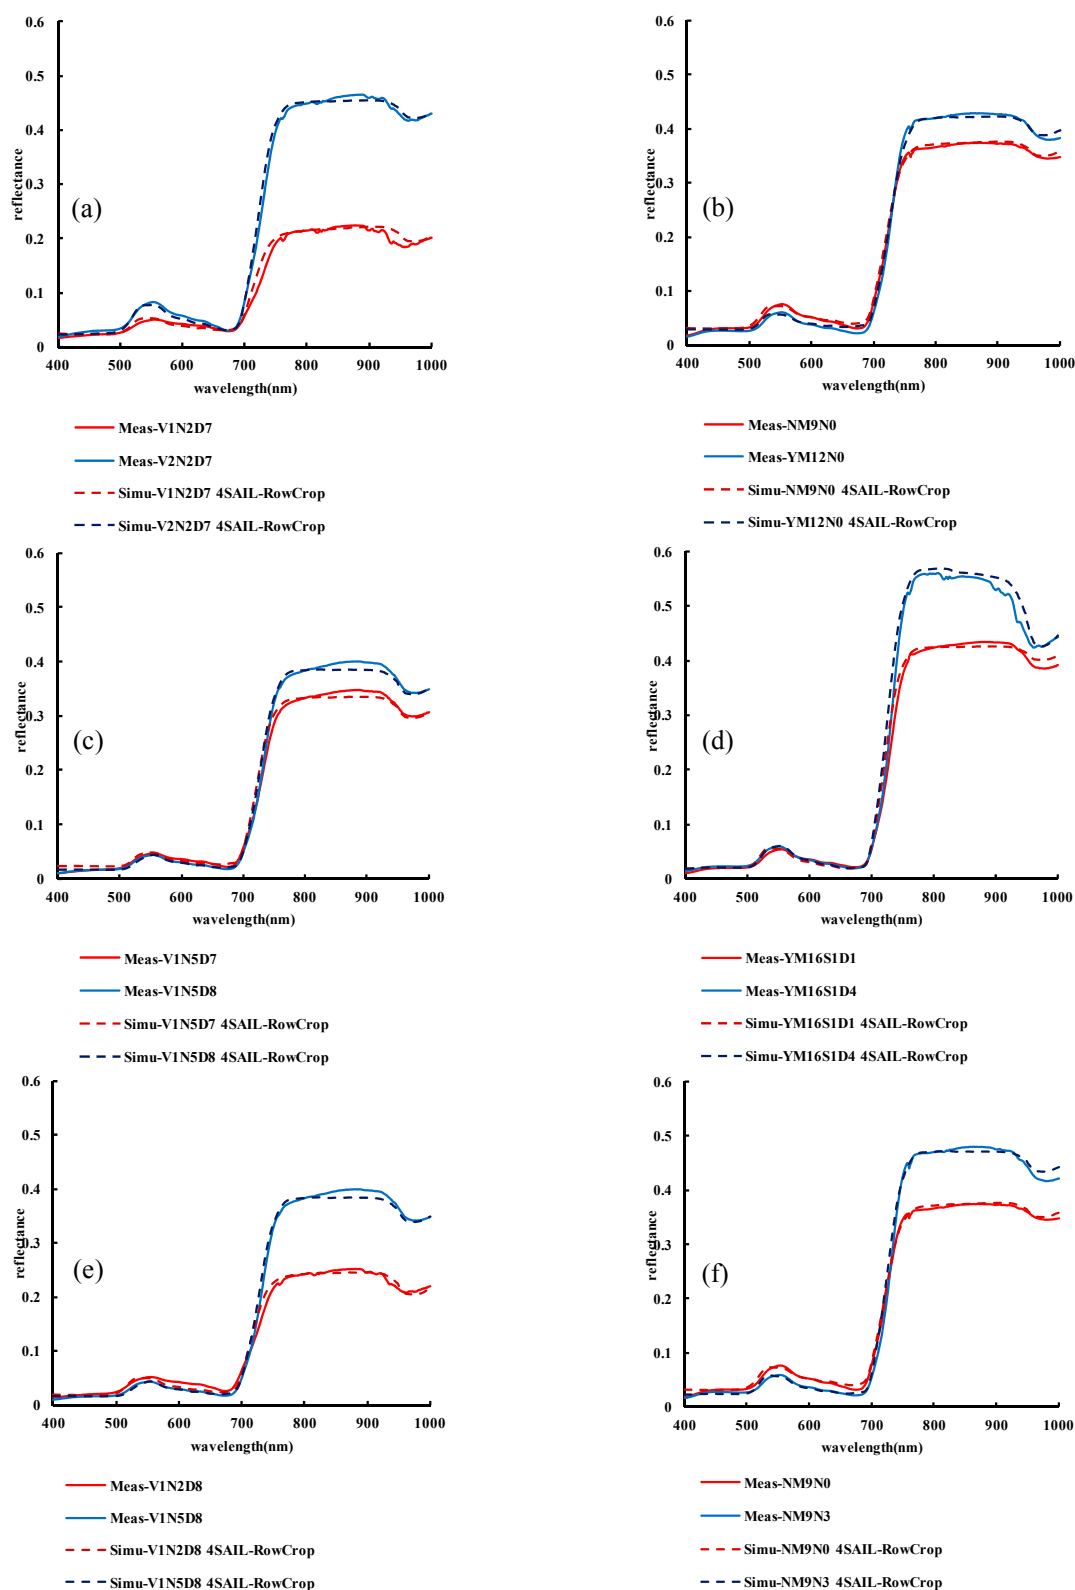 0.6
0.5
0.4
0.3
0.2
0.1
0
reflectance
(a)
400 500 600 700 800 900 1000
wavelength(nm)
Meas-V1N2D7
Meas-V2N2D7
Simu-V1N2D7 4SAIL-RowCrop
Simu-V2N2D7 4SAIL-RowCrop
0.6
0.5
0.4
0.3
0.2
0.1
0
reflectance
(b)
400 500 600 700 800 900 1000
wavelength(nm)
Meas-NM9N0
Meas-YM12N0
Simu-NM9N0 4SAIL-RowCrop
Simu-YM12N0 4SAIL-RowCrop
0.6
0.5
0.4
0.3
0.2
0.1
0
reflectance
(c)
400 500 600 700 800 900 1000
wavelength(nm)
Meas-V1N5D7
Meas-V1N5D8
Simu-V1N5D7 4SAIL-RowCrop
Simu-V1N5D8 4SAIL-RowCrop
0.6
0.5
0.4
0.3
0.2
0.1
0
reflectance
(d)
400 500 600 700 800 900 1000
wavelength(nm)
Meas-YM16S1D1
Meas-YM16S1D4
Simu-YM16S1D1 4SAIL-RowCrop
Simu-YM16S1D4 4SAIL-RowCrop
0.6
0.5
0.4
0.3
0.2
0.1
0
reflectance
(e)
400 500 600 700 800 900 1000
wavelength(nm)
Meas-V1N2D8
Meas-V1N5D8
Simu-V1N2D8 4SAIL-RowCrop
Simu-V1N5D8 4SAIL-RowCrop
0.6
0.5
0.4
0.3
0.2
0.1
0
reflectance
(f)
400 500 600 700 800 900 1000
wavelength(nm)
Meas-NM9N0
Meas-NM9N3
Simu-NM9N0 4SAIL-RowCrop
Simu-NM9N3 4SAIL-RowCrop